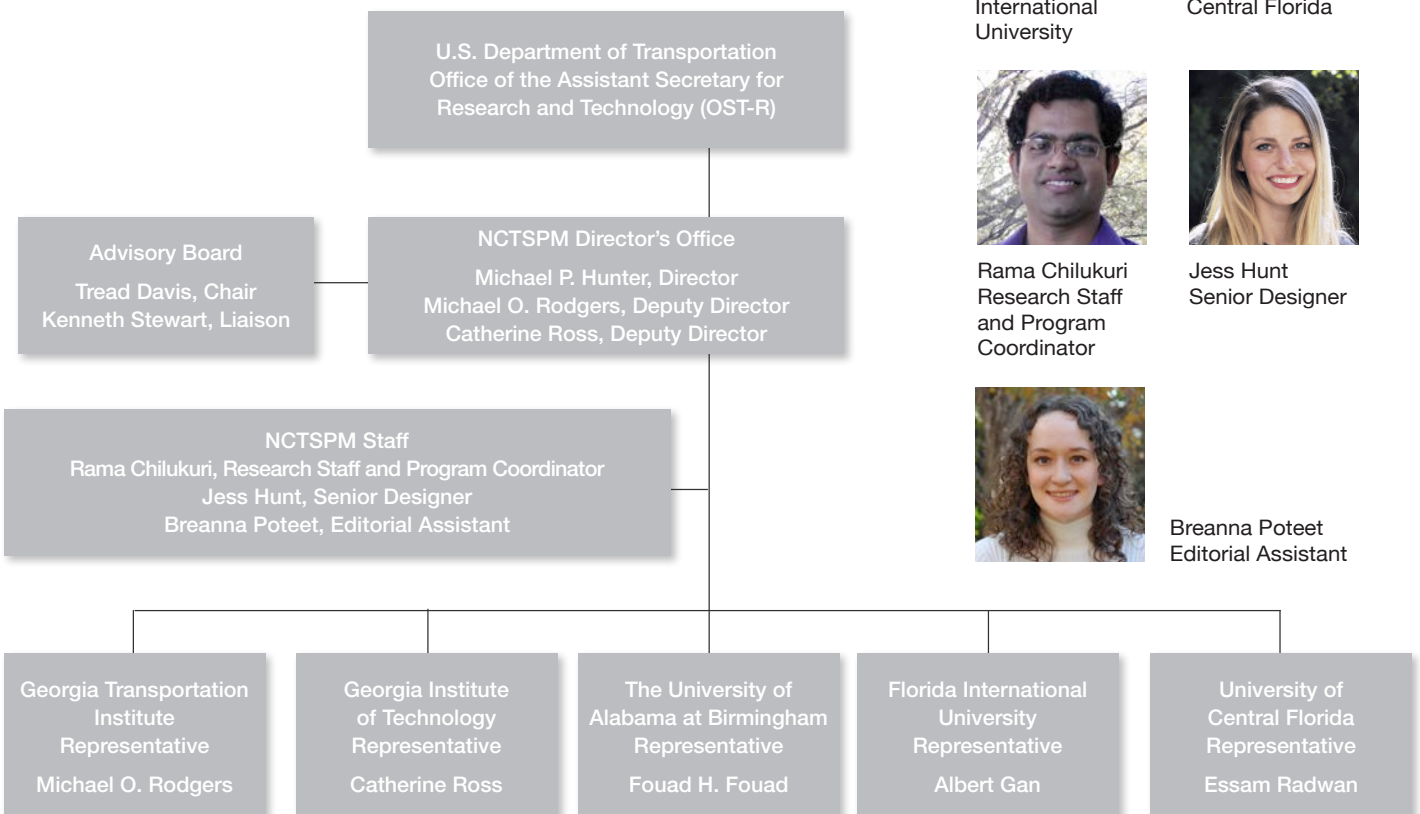 International
University
Central Florida
U.S. Department of Transportation
Office of the Assistant Secretary for
Research and Technology (OST-R)
Advisory Board
Tread Davis, Chair
Kenneth Stewart, Liaison
NCTSPM Director’s Office
Michael P. Hunter, Director
Michael O. Rodgers, Deputy Director
Catherine Ross, Deputy Director
Rama Chilukuri
Research Staff
and Program
Coordinator
Jess Hunt
Senior Designer
NCTSPM Staff
Rama Chilukuri, Research Staff and Program Coordinator
Jess Hunt, Senior Designer
Breanna Poteet, Editorial Assistant
Breanna Poteet
Editorial Assistant
Georgia Transportation
Institute
Representative
Michael O. Rodgers
Georgia Institute
of Technology
Representative
Catherine Ross
The University of
Alabama at Birmingham
Representative
Fouad H. Fouad
Florida International
University
Representative
Albert Gan
University of
Central Florida
Representative
Essam Radwan